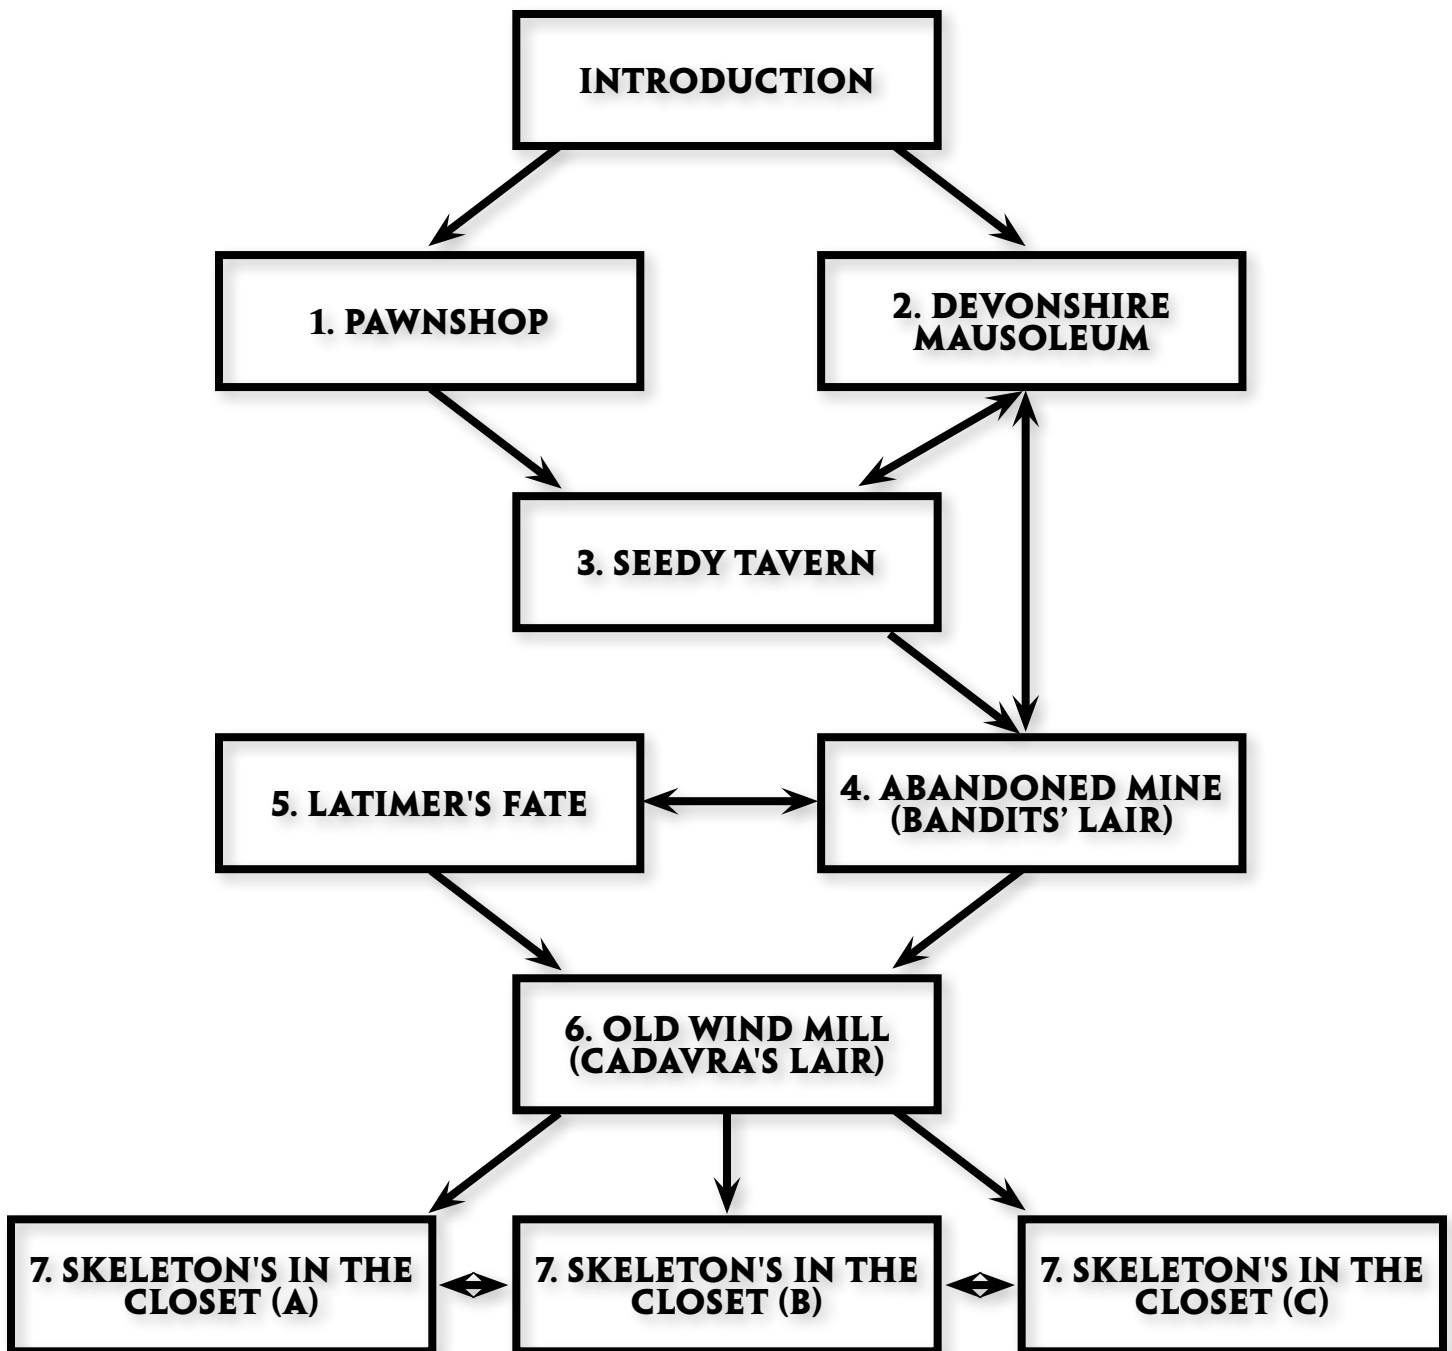 INTRODUCTION
1. PAWNSHOP
2. DEVONSHIRE
MAUSOLEUM
3. SEEDY TAVERN
5. LATIMER'S FATE
4. ABANDONED MINE
(BANDITS’ LAIR)
6. OLD WIND MILL
(CADAVRA'S LAIR)
7. SKELETON'S IN THE
CLOSET (A)
7. SKELETON'S IN THE
CLOSET (B)
7. SKELETON'S IN THE
CLOSET (C)